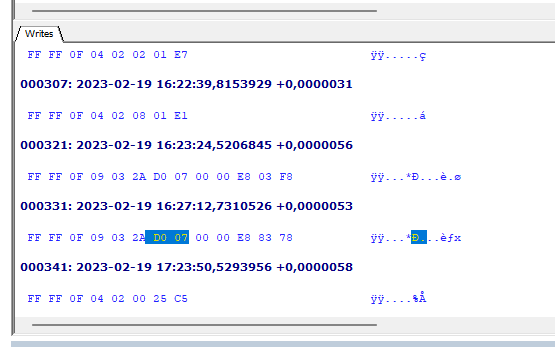 Writes
FF FF 0F 04 02 02 01 E7 ÿÿ.....ç
000307: 2023-02-19 16:22:39,8153929 +0,0000031
FF FF 0F 04 02 08 01 E1 ÿÿ.....á
000321: 2023-02-19 16:23:24,5206845 +0,0000056
FF FF 0F 09 03 2A D0 07 00 00 E8 03 F8 ÿÿ...*Ð...è.ø
000331: 2023-02-19 16:27:12,7310526 +0,0000053
FF FF 0F 09 03 2A D0 07 00 00 E8 83 78 ÿÿ...*Ð...èƒx
000341: 2023-02-19 17:23:50,5293956 +0,0000058
FF FF 0F 04 02 00 25 C5 ÿÿ....%Å